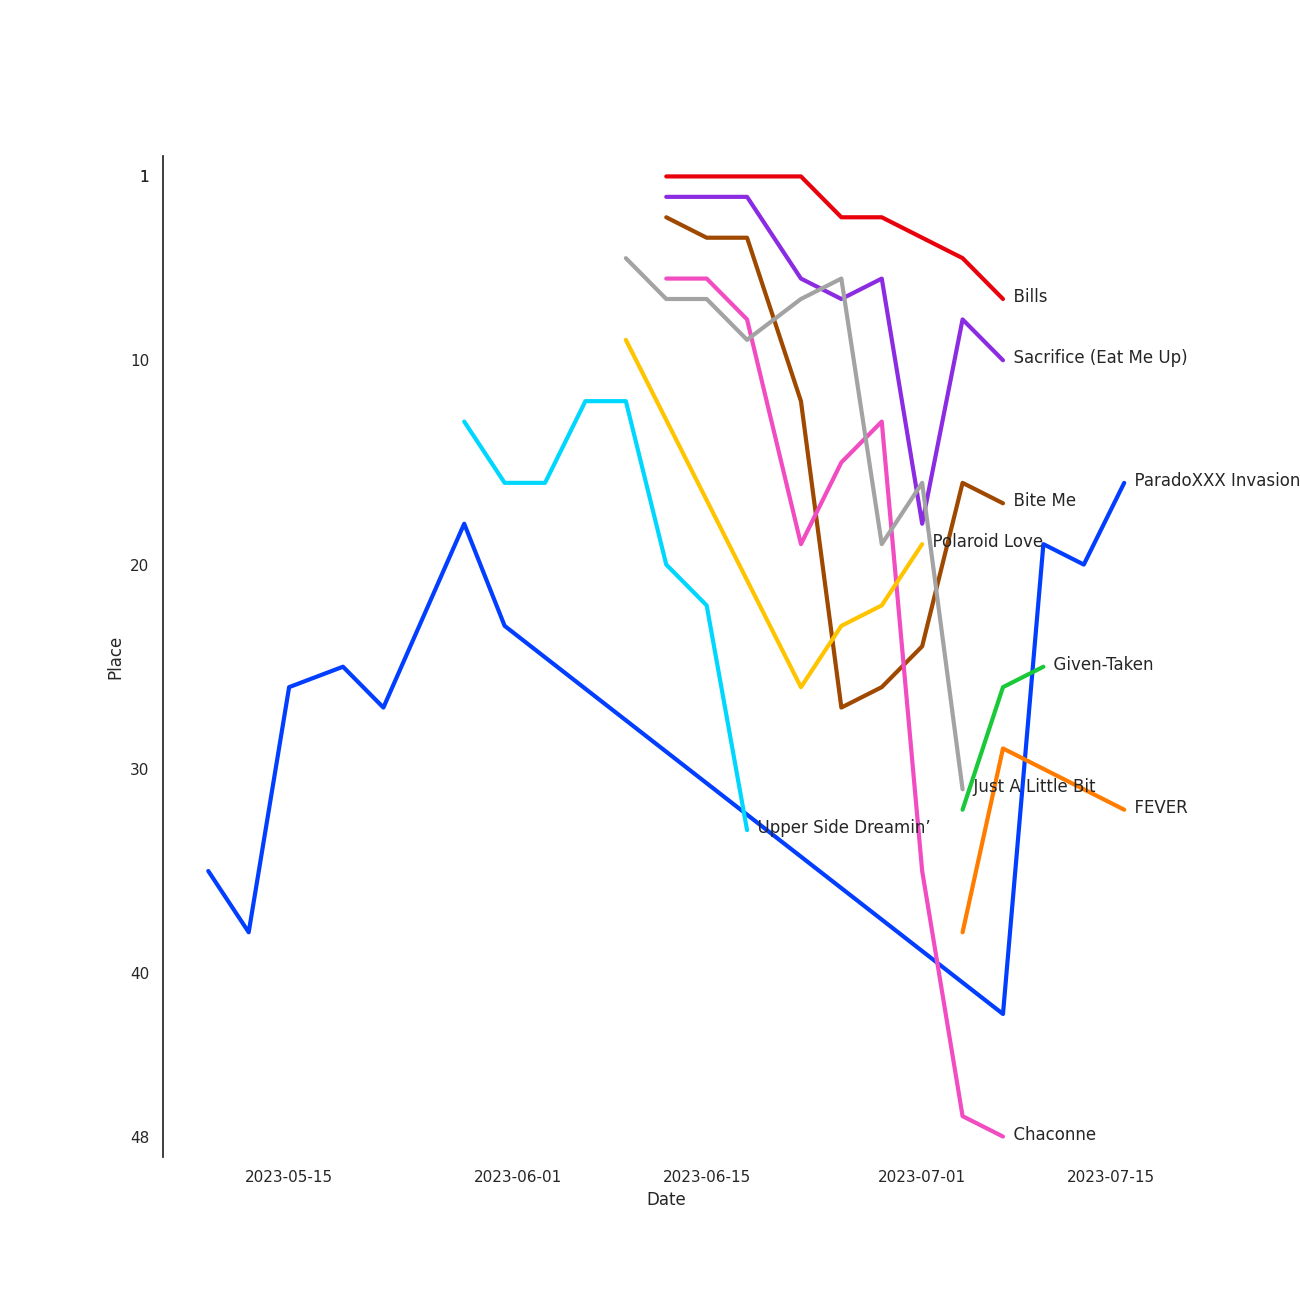 1
10
20
30
40
48
Place
Bills
Sacrifice (Eat Me Up)
ParadoXXX Invasion
Bite Me
Polaroid Love
Given-Taken
Just A Little Bit
FEVER
Upper Side Dreamin’
Chaconne
2023-05-15
2023-06-01
2023-06-15
2023-07-01
2023-07-15
Date